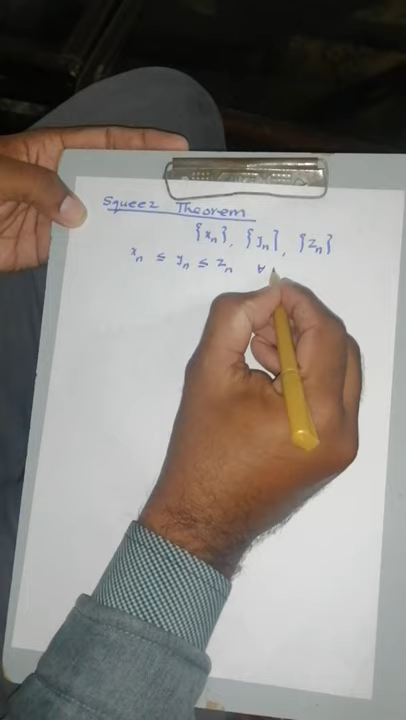 Squeez Theorem
{xₙ}, {yₙ}, {zₙ}
xₙ ≤ yₙ ≤ zₙ ∀